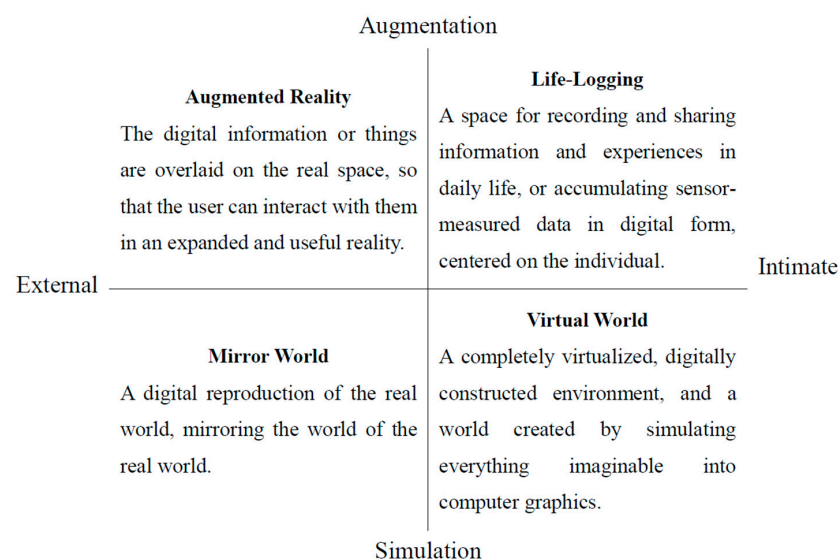 Augmentation
Augmented Reality
The digital information or things
are overlaid on the real space, so
that the user can interact with them
in an expanded and useful reality.
Life-Logging
A space for recording and sharing
information and experiences in
daily life, or accumulating sensor-
measured data in digital form,
centered on the individual.
External
Intimate
Mirror World
A digital reproduction of the real
world, mirroring the world of the
real world.
Virtual World
A completely virtualized, digitally
constructed environment, and a
world created by simulating
everything imaginable into
computer graphics.
Simulation